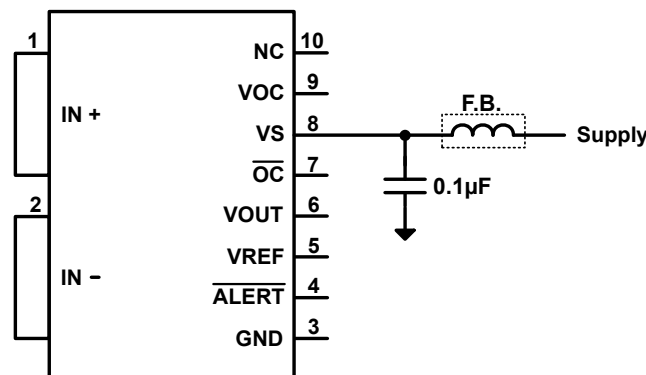 1
IN +
2
IN −
NC 10
VOC 9
VS 8
OC 7
VOUT 6
VREF 5
ALERT 4
GND 3
F.B.
Supply
0.1µF